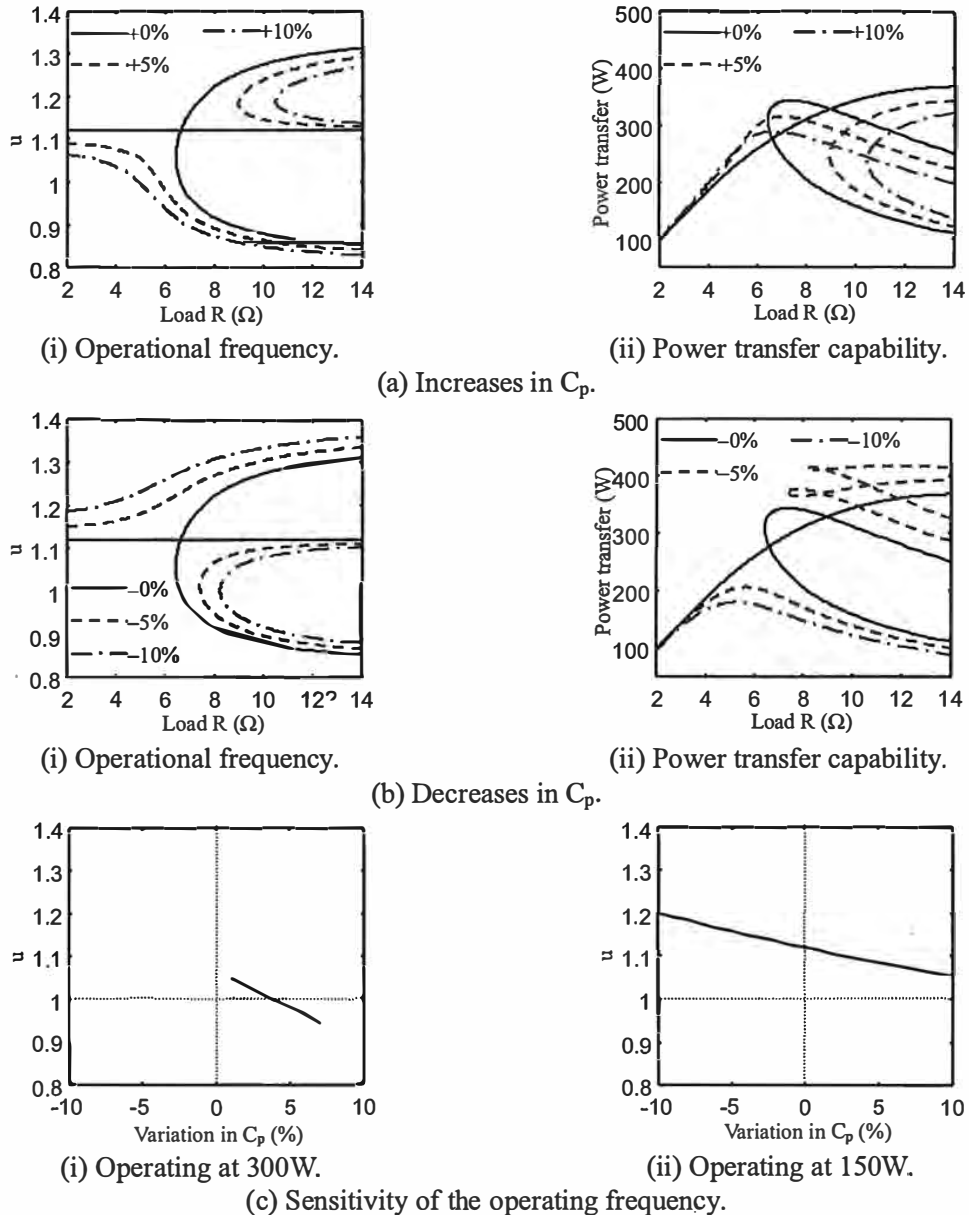 1.4
1.3
1.2
1.1
1
0.9
0.8
u
+0% +10%
+5%
2 4 6 8 10 12 14
Load R (Ω)
(i) Operational frequency.
500
400
300
200
100
Power transfer (W)
+0% +10%
+5%
2 4 6 8 10 12 14
Load R (Ω)
(ii) Power transfer capability.
(a) Increases in Cp.
1.4
1.3
1.2
1.1
1
0.9
0.8
u
–0%
–5%
–10%
2 4 6 8 10 12 14
Load R (Ω)
(i) Operational frequency.
500
400
300
200
100
Power transfer (W)
–0% –10%
–5%
2 4 6 8 10 12 14
Load R (Ω)
(ii) Power transfer capability.
(b) Decreases in Cp.
1.4
1.3
1.2
1.1
1
0.9
0.8
u
-10 -5 0 5 10
Variation in Cp (%)
(i) Operating at 300W.
1.4
1.3
1.2
1.1
1
0.9
0.8
u
-10 -5 0 5 10
Variation in Cp (%)
(ii) Operating at 150W.
(c) Sensitivity of the operating frequency.